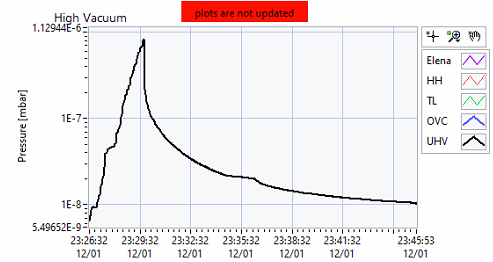 plots are not updated
High Vacuum
1.12944E-6
1E-7
1E-8
5.49652E-9
Pressure [mbar]
23:26:32 23:29:32 23:32:32 23:35:32 23:38:32 23:41:32 23:45:53
12/01 12/01 12/01 12/01 12/01 12/01 12/01
Elena
HH
TL
OVC
UHV